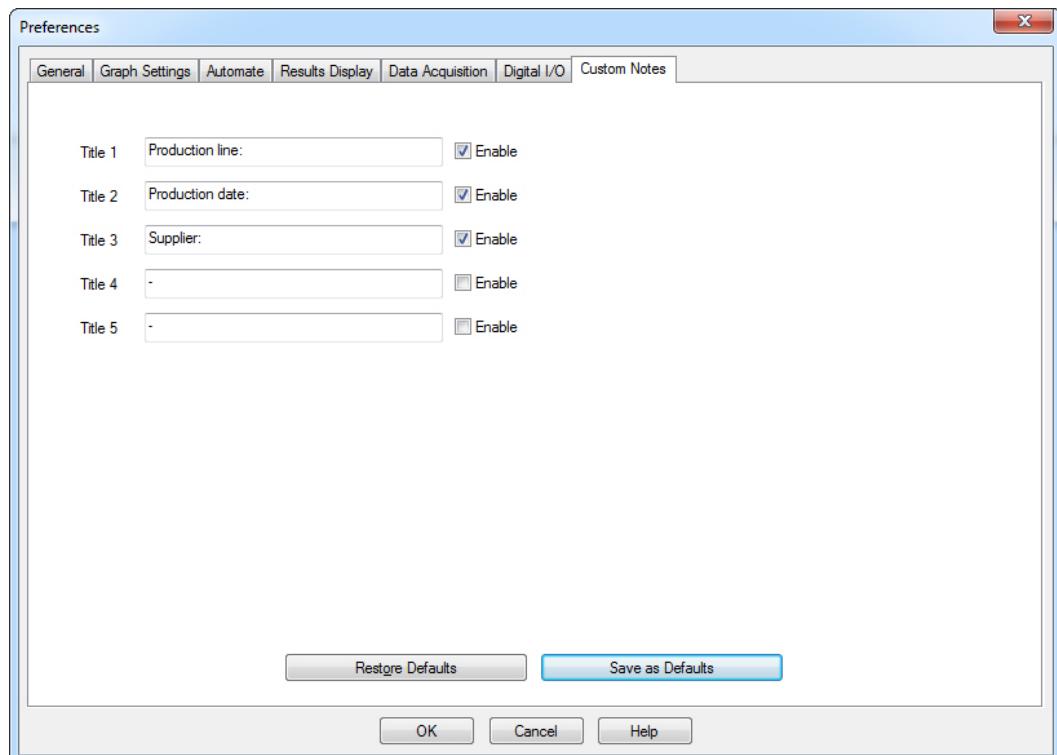 Preferences
General Graph Settings Automate Results Display Data Acquisition Digital I/O Custom Notes
Title 1 Production line: Enable
Title 2 Production date: Enable
Title 3 Supplier: Enable
Title 4 - Enable
Title 5 - Enable
Restore Defaults Save as Defaults
OK Cancel Help